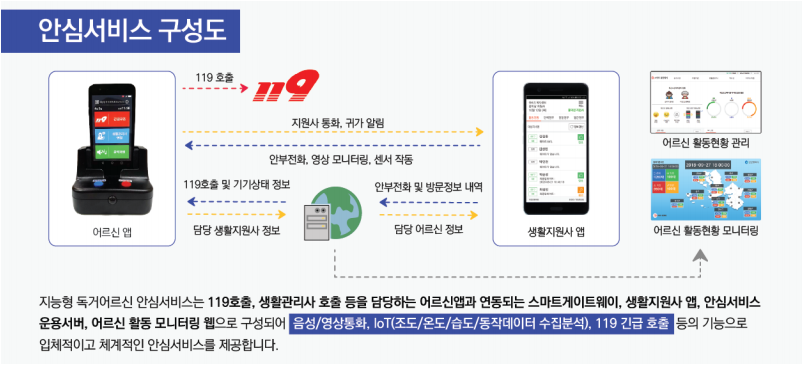 안심서비스 구성도
119 호출
119
지원사 통화, 귀가 알림
안부전화, 영상 모니터링, 센서 작동
어르신 활동현황 관리
119호출 및 기기상태 정보
안부전화 및 방문정보 내역
어르신 앱
담당 생활지원사 정보
담당 어르신 정보
생활지원사 앱
어르신 활동현황 모니터링
지능형 독거어르신 안심서비스는 119호출, 생활관리사 호출 등을 담당하는 어르신앱과 연동되는 스마트게이트웨이, 생활지원사 앱, 안심서비스
운용서버, 어르신 활동 모니터링 웹으로 구성되어 음성/영상통화, IoT(조도/온도/습도/동작데이터 수집분석), 119 긴급 호출 등의 기능으로
입체적이고 체계적인 안심서비스를 제공합니다.